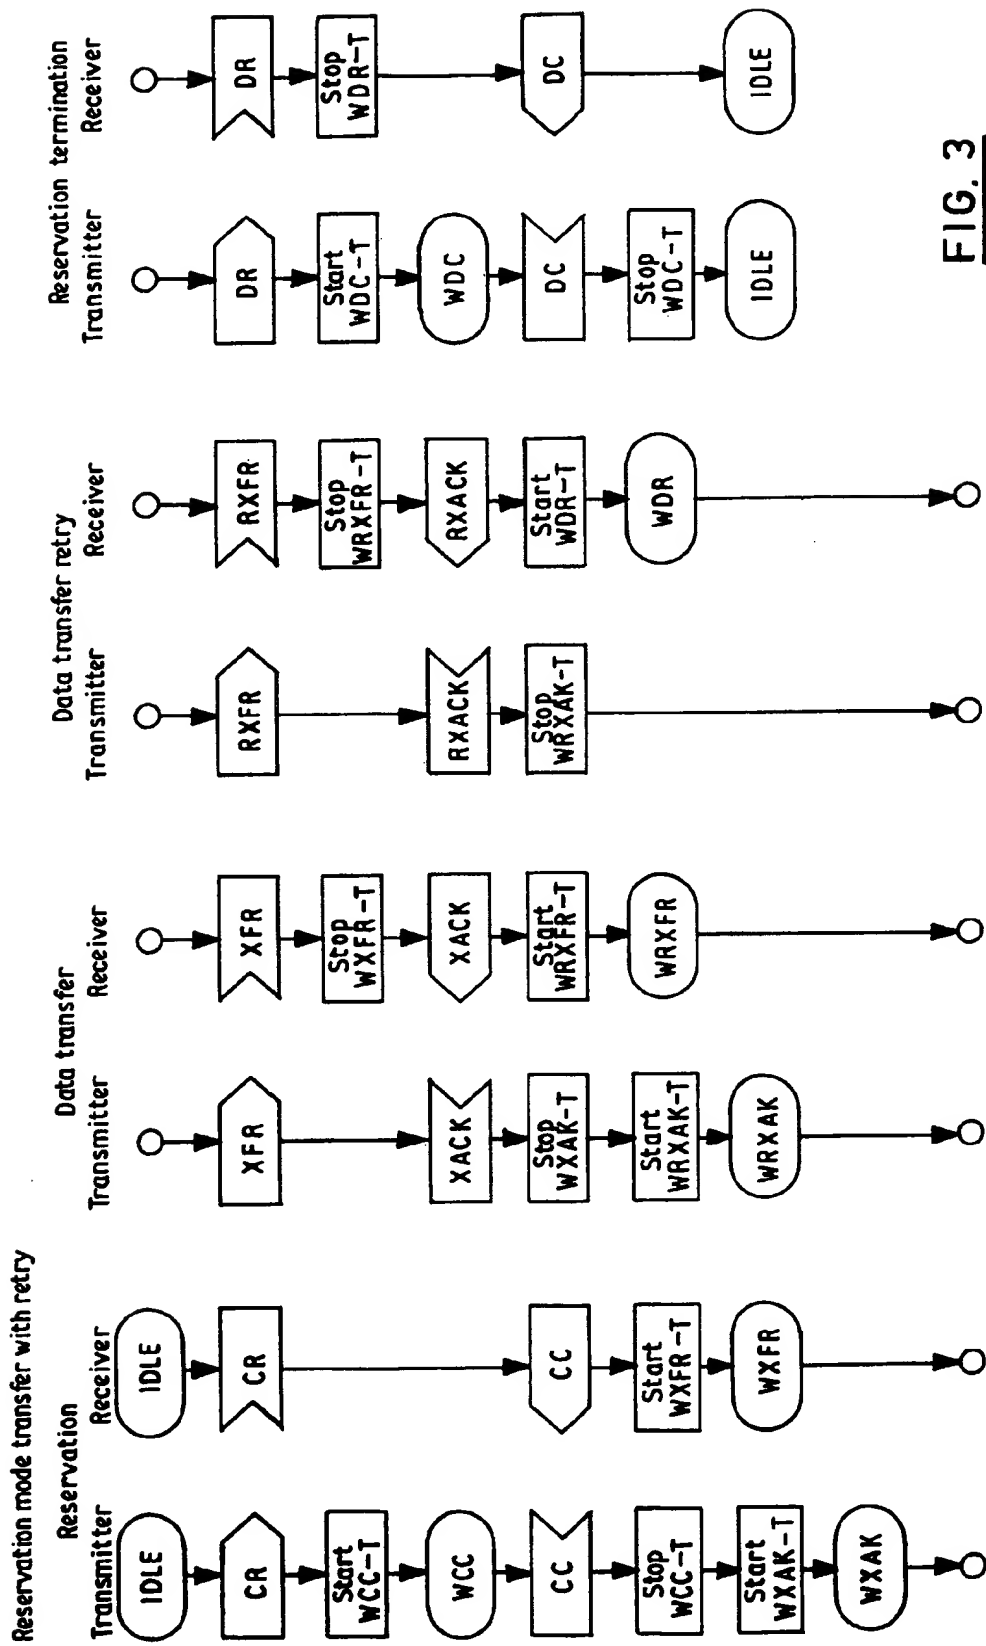 Reservation mode transfer with retry
Reservation
Transmitter
IDLE
CR
Start
WCC-T
WCC
CC
Stop
WCC-T
Start
WXAK-T
WXAK
Receiver
IDLE
CR
CC
Start
WXFR-T
WXFR
Data transfer
Transmitter
XFR
XACK
Stop
WXAK-T
Start
WRXAK-T
WRXAK
Receiver
XFR
Stop
WXFR-T
XACK
Start
WRXFR-T
WRXFR
Data transfer retry
Transmitter
RXFR
RXACK
Stop
WRXAK-T
Receiver
RXFR
Stop
WRXFR-T
RXACK
Start
WDR-T
WDR
Reservation termination
Transmitter
DR
Start
WDC-T
WDC
DC
Stop
WDC-T
IDLE
Receiver
DR
Stop
WDR-T
DC
IDLE
FIG. 3